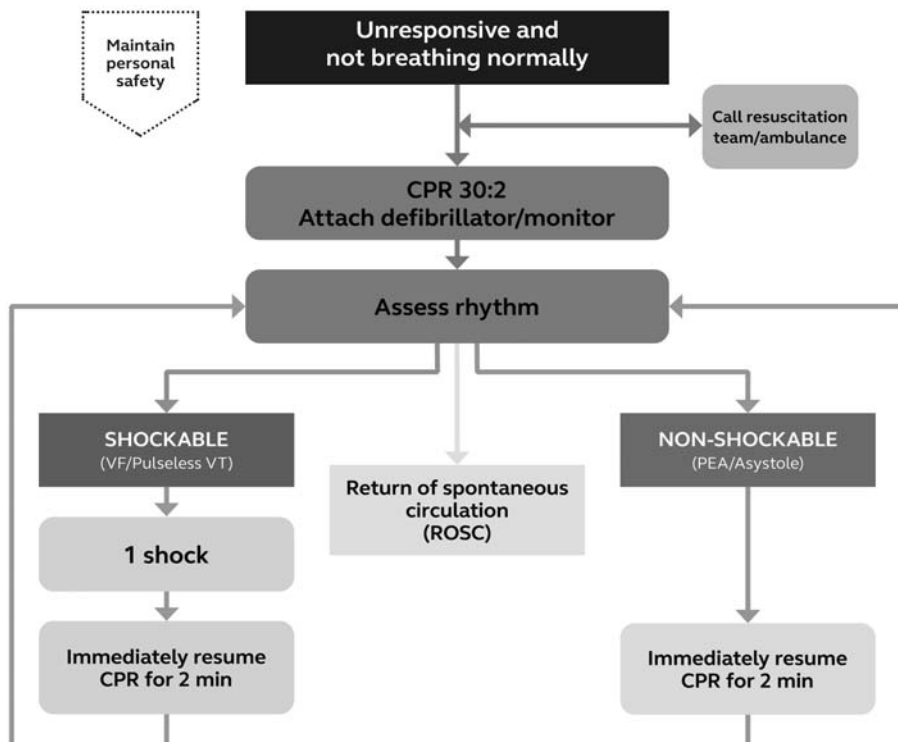 Maintain
personal
safety
Unresponsive and
not breathing normally
Call resuscitation
team/ambulance
CPR 30:2
Attach defibrillator/monitor
Assess rhythm
SHOCKABLE
(VF/Pulseless VT)
NON-SHOCKABLE
(PEA/Asystole)
Return of spontaneous
circulation
(ROSC)
1 shock
Immediately resume
CPR for 2 min
Immediately resume
CPR for 2 min